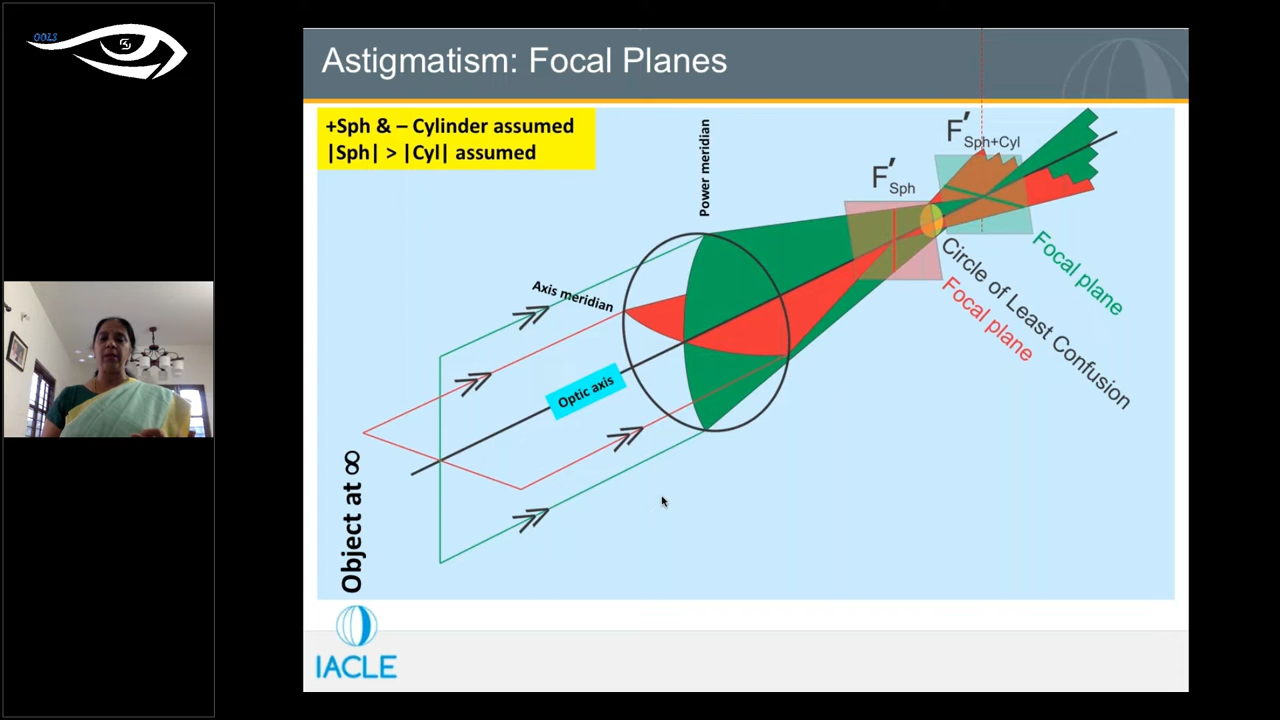 OOLS
Astigmatism: Focal Planes
+Sph & – Cylinder assumed
|Sph| > |Cyl| assumed
Power meridian
F′Sph+Cyl
F′Sph
Axis meridian
Optic axis
Focal plane
Circle of Least Confusion
Focal plane
Object at ∞
IACLE